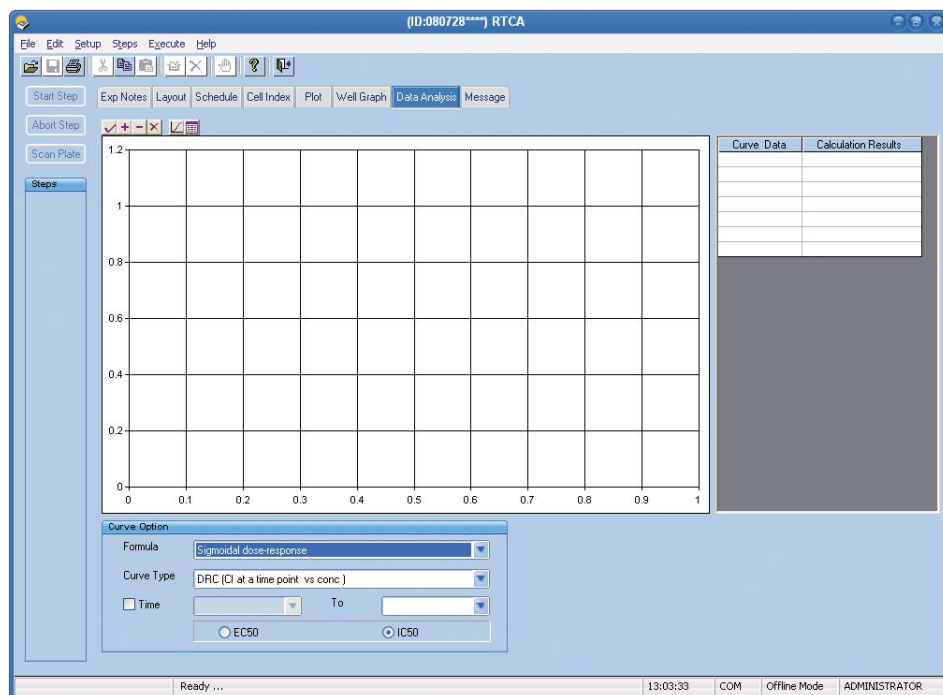 (ID:080728****) RTCA
File Edit Setup Steps Execute Help
Start Step
Abort Step
Scan Plate
Steps
Exp Notes Layout Schedule Cell Index Plot Well Graph Data Analysis Message
1.2
1
0.8
0.6
0.4
0.2
0
0 0.1 0.2 0.3 0.4 0.5 0.6 0.7 0.8 0.9 1
Curve Data Calculation Results
Curve Option
Formula Sigmoidal dose-response
Curve Type DRC (CI at a time point vs conc )
Time To
EC50 IC50
Ready ... 13:03:33 COM Offline Mode ADMINISTRATOR